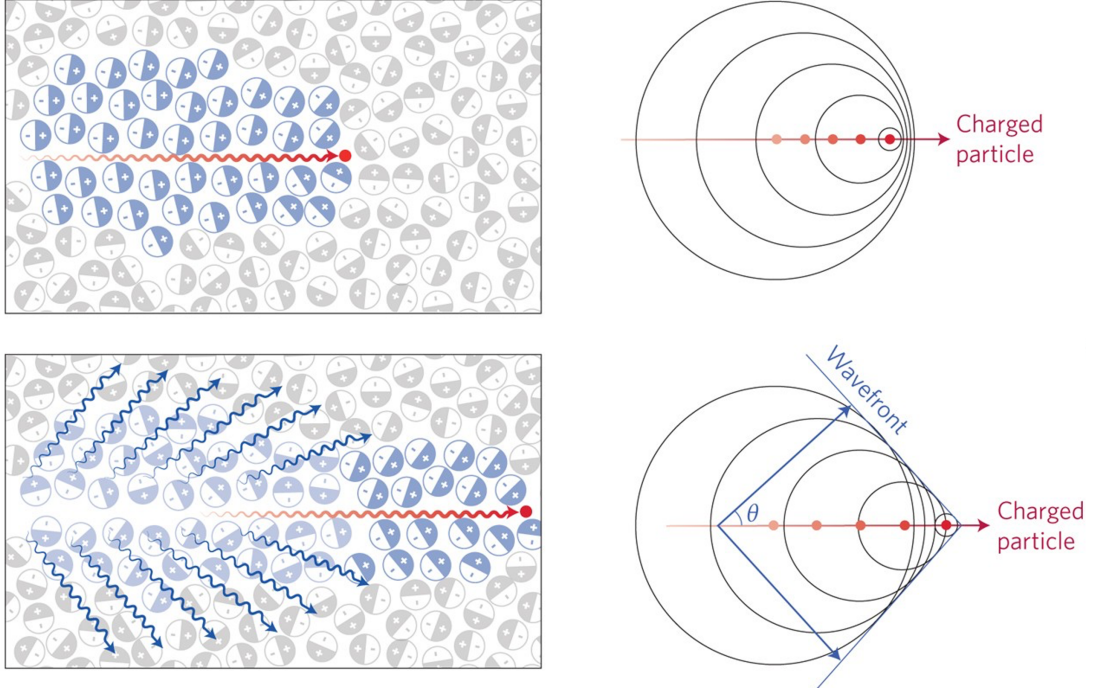 Charged
particle
Wavefront
θ
Charged
particle